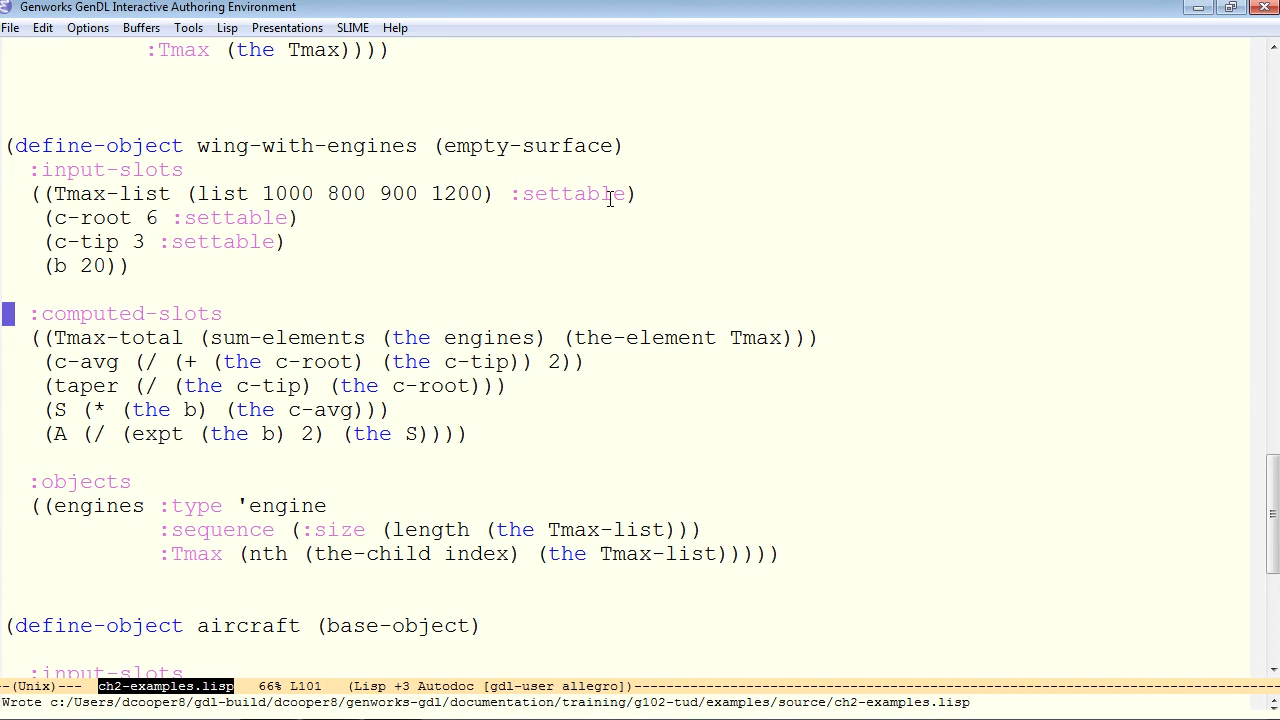 Genworks GenDL Interactive Authoring Environment
File Edit Options Buffers Tools Lisp Presentations SLIME Help
:Tmax (the Tmax))))
(define-object wing-with-engines (empty-surface)
:input-slots
((Tmax-list (list 1000 800 900 1200) :settable)
(c-root 6 :settable)
(c-tip 3 :settable)
(b 20))
:computed-slots
((Tmax-total (sum-elements (the engines) (the-element Tmax)))
(c-avg (/ (+ (the c-root) (the c-tip)) 2))
(taper (/ (the c-tip) (the c-root)))
(S (* (the b) (the c-avg)))
(A (/ (expt (the b) 2) (the S))))
:objects
((engines :type 'engine
:sequence (:size (length (the Tmax-list)))
:Tmax (nth (the-child index) (the Tmax-list)))))
(define-object aircraft (base-object)
:input-slots
--(Unix)--- ch2-examples.lisp 66% L101 (Lisp +3 Autodoc [gdl-user allegro])---------------------------------------------
Wrote c:/Users/dcooper8/gdl-build/dcooper8/genworks-gdl/documentation/training/g102-tud/examples/source/ch2-examples.lisp